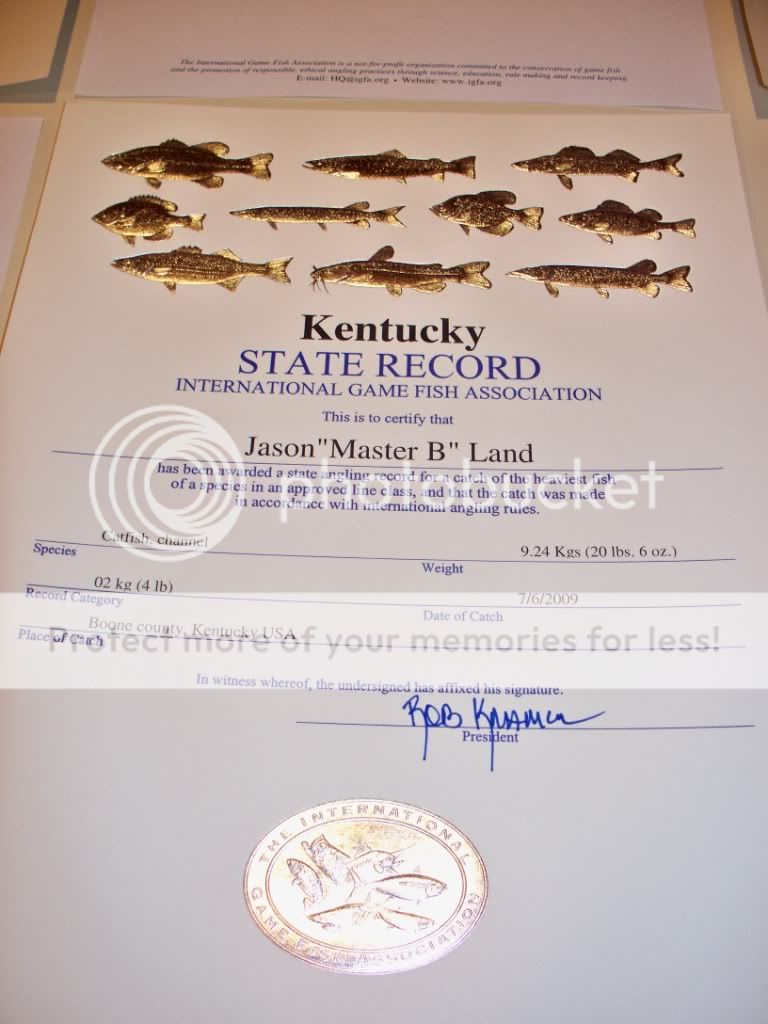 The International Game Fish Association is a not-for-profit organization committed to the conservation of game fish
and the promotion of responsible, ethical angling practices through science, education, rule making and record keeping.
E-mail: HQ@igfa.org • Website: www.igfa.org
Kentucky
STATE RECORD
INTERNATIONAL GAME FISH ASSOCIATION
This is to certify that
Jason"Master B" Land
has been awarded a state angling record for a catch of the heaviest fish
of a species in an approved line class, and that the catch was made
in accordance with international angling rules.
photobucket
Catfish, channel
Species
9.24 Kgs (20 lbs. 6 oz.)
Weight
02 kg (4 lb)
Record Category
7/6/2009
Date of Catch
Boone county, Kentucky USA
Place of Catch
Protect more of your memories for less!
In witness whereof, the undersigned has affixed his signature.
President
THE INTERNATIONAL
GAME FISH ASSOCIATION